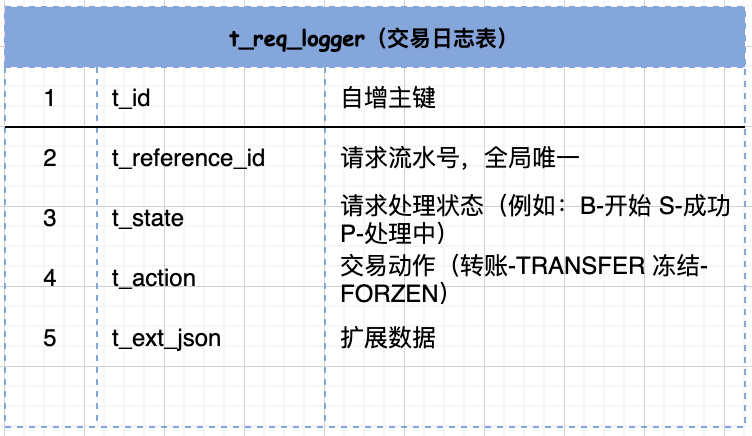 t_req_logger（交易日志表）
1 t_id 自增主键
2 t_reference_id 请求流水号，全局唯一
3 t_state 请求处理状态（例如：B-开始 S-成功
P-处理中）
4 t_action 交易动作（转账-TRANSFER 冻结-
FORZEN）
5 t_ext_json 扩展数据